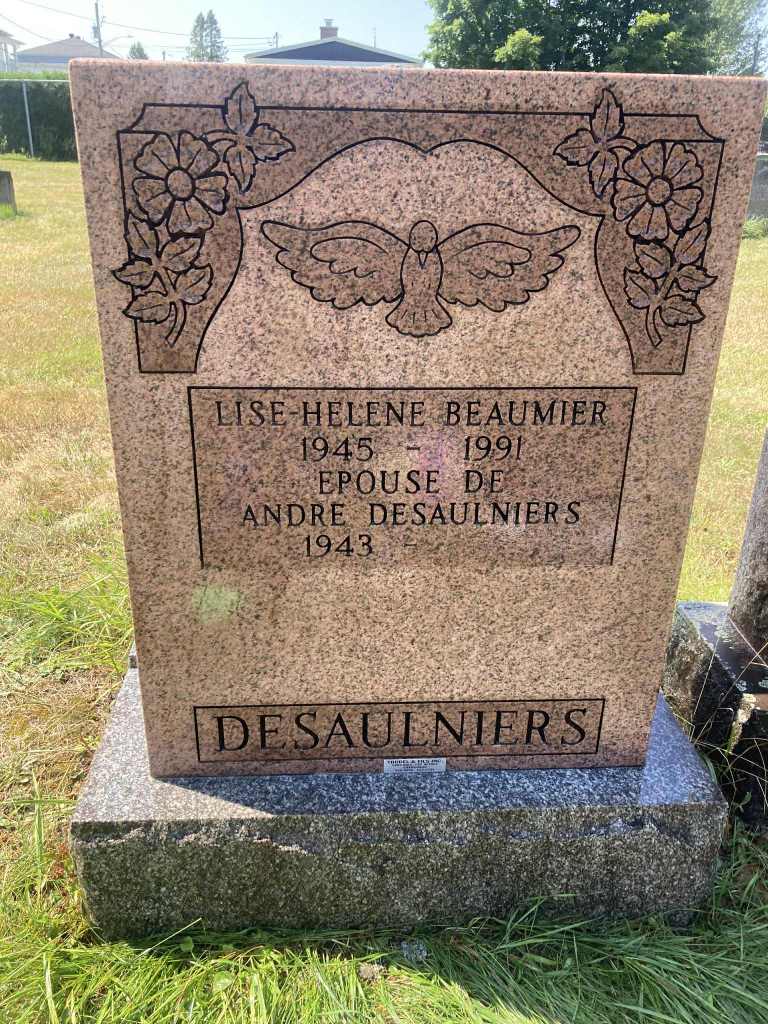 LISE-HELENE BEAUMIER
1945 - 1991
EPOUSE DE
ANDRE DESAULNIERS
1943 -
DESAULNIERS